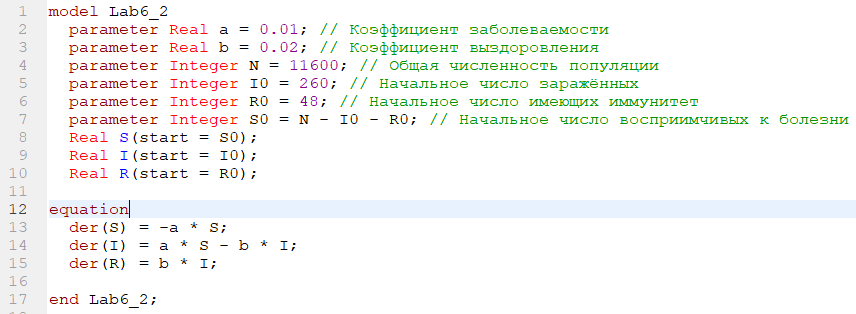 1 model Lab6_2
2 parameter Real a = 0.01; // Коэффициент заболеваемости
3 parameter Real b = 0.02; // Коэффициент выздоровления
4 parameter Integer N = 11600; // Общая численность популяции
5 parameter Integer I0 = 260; // Начальное число заражённых
6 parameter Integer R0 = 48; // Начальное число имеющих иммунитет
7 parameter Integer S0 = N - I0 - R0; // Начальное число восприимчивых к болезни
8 Real S(start = S0);
9 Real I(start = I0);
10 Real R(start = R0);
11
12 equation
13 der(S) = -a * S;
14 der(I) = a * S - b * I;
15 der(R) = b * I;
16
17 end Lab6_2;